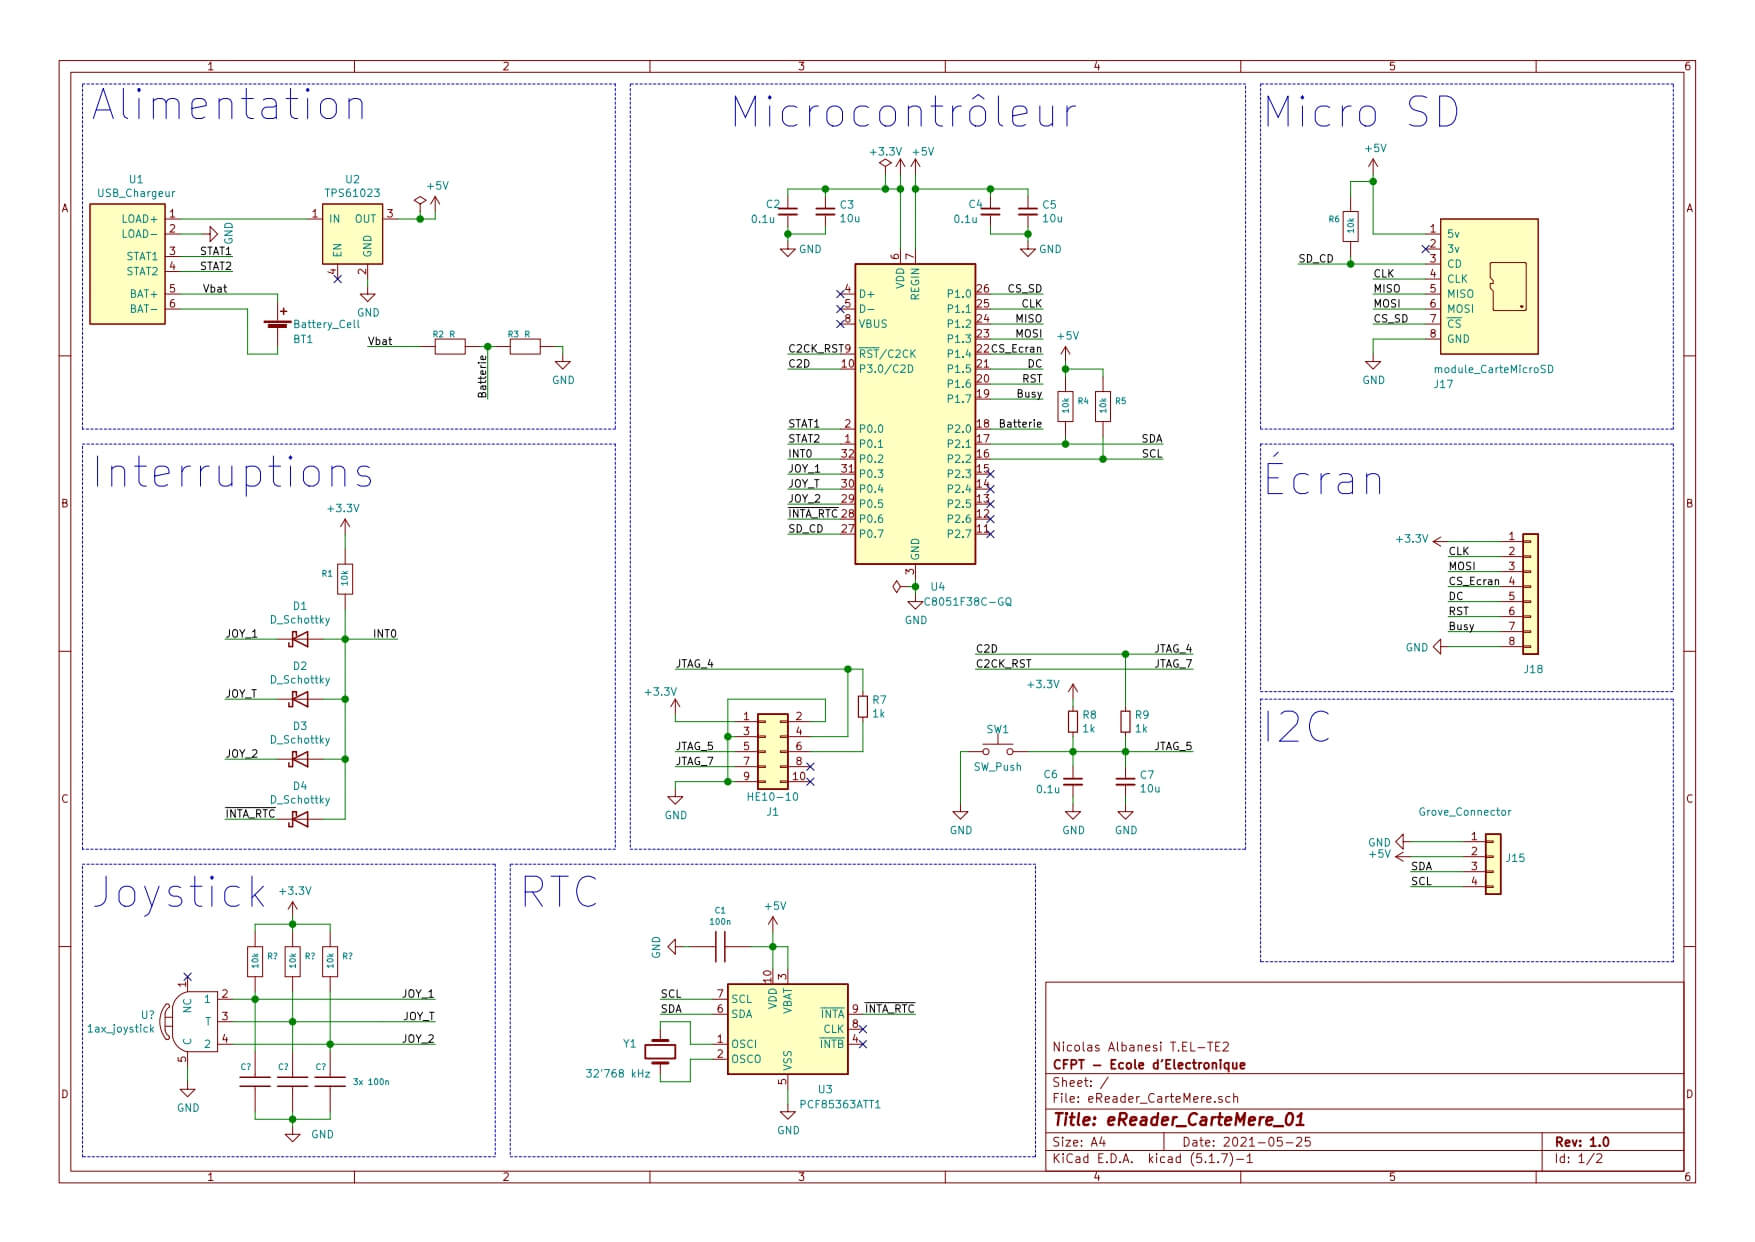 1 2 3 4 5 6
A
B
C
D
Alimentation
U1
USB_Chargeur
LOAD+ 1
LOAD- 2
GND
STAT1 3 STAT1
STAT2 4 STAT2
BAT+ 5 Vbat
BAT- 6
+
Battery_Cell
BT1
U2
TPS61023
1 IN OUT 3
EN GND
4 2
GND
+5V
Vbat
R2 R
R3 R
Batterie
GND
Interruptions
+3.3V
R1 10k
D1
D_Schottky
JOY_1 INT0
D2
D_Schottky
JOY_T
D3
D_Schottky
JOY_2
D4
D_Schottky
INTA_RTC
Joystick
+3.3V
10k R? 10k R? 10k R?
U?
1ax_joystick
1 NC
1 2 JOY_1
T 3 JOY_T
2 4 JOY_2
C
5
GND
C? C? C? 3x 100n
GND
Microcontrôleur
+3.3V +5V
C2 0.1u
C3 10u
GND
C4 0.1u
C5 10u
GND
6 7
VDD REGIN
4 D+
5 D-
8 VBUS
C2CK_RST 9 RST/C2CK
C2D 10 P3.0/C2D
STAT1 2 P0.0
STAT2 1 P0.1
INT0 32 P0.2
JOY_1 31 P0.3
JOY_T 30 P0.4
JOY_2 29 P0.5
INTA_RTC 28 P0.6
SD_CD 27 P0.7
P1.0 26 CS_SD
P1.1 25 CLK
P1.2 24 MISO
P1.3 23 MOSI
P1.4 22 CS_Ecran
P1.5 21 DC
P1.6 20 RST
P1.7 19 Busy
P2.0 18 Batterie
P2.1 17 SDA
P2.2 16 SCL
P2.3 15
P2.4 14
P2.5 13
P2.6 12
P2.7 11
+5V
10k R4 10k R5
GND
3
U4
C8051F38C-GQ
GND
JTAG_4
+3.3V
R7
1k
1 2
3 4
JTAG_5 5 6
JTAG_7 7 8
9 10
GND
HE10-10
J1
C2D JTAG_4
C2CK_RST JTAG_7
+3.3V
R8
1k
R9
1k
SW1
SW_Push
JTAG_5
C6
0.1u
C7
10u
GND GND GND
RTC
C1
100n
GND
+5V
10 3
VDD VBAT
SCL 7 SCL
SDA 6 SDA
1 OSCI
2 OSCO
Y1
32'768 kHz
INTA 9 INTA_RTC
CLK 8
INTB 4
VSS
5
U3
PCF85363ATT1
GND
Micro SD
+5V
R6 10k
SD_CD
1 5v
2 3v
3 CD
CLK 4 CLK
MISO 5 MISO
MOSI 6 MOSI
CS_SD 7 CS
8 GND
GND
module_CarteMicroSD
J17
Écran
+3.3V 1
CLK 2
MOSI 3
CS_Ecran 4
DC 5
RST 6
Busy 7
GND 8
J18
I2C
Grove_Connector
GND 1
+5V 2
SDA 3
SCL 4
J15
Nicolas Albanesi T.EL-TE2
CFPT - Ecole d'Electronique
Sheet: /
File: eReader_CarteMere.sch
Title: eReader_CarteMere_01
Size: A4 Date: 2021-05-25 Rev: 1.0
KiCad E.D.A. kicad (5.1.7)-1 Id: 1/2
A
B
C
D
1 2 3 4 5 6